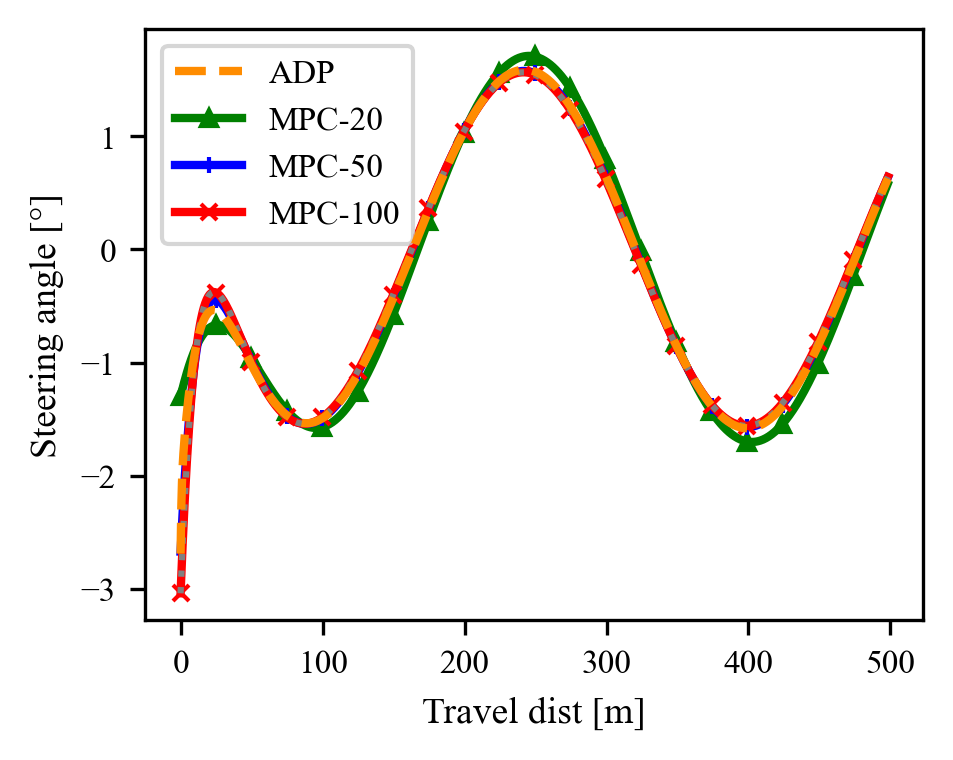 ADP
MPC-20
MPC-50
MPC-100
Steering angle [°]
1
0
−1
−2
−3
0 100 200 300 400 500
Travel dist [m]